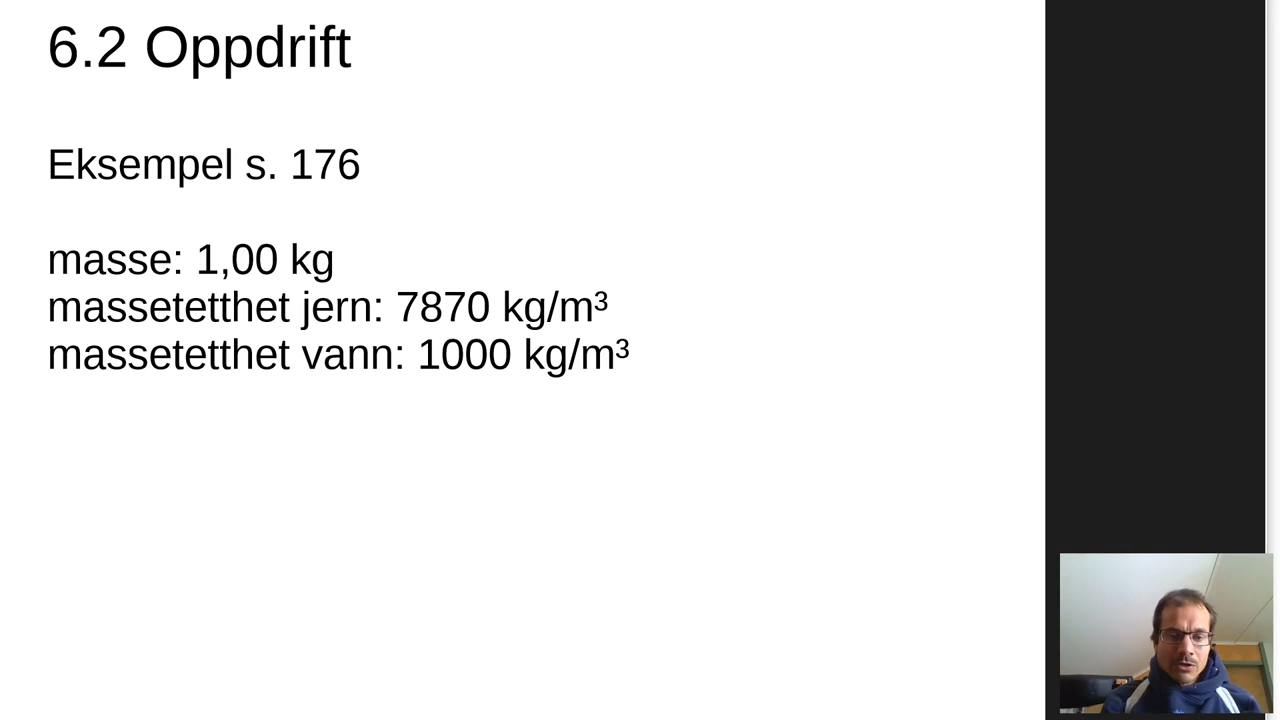 6.2 Oppdrift
Eksempel s. 176
masse: 1,00 kg
massetetthet jern: 7870 kg/m³
massetetthet vann: 1000 kg/m³